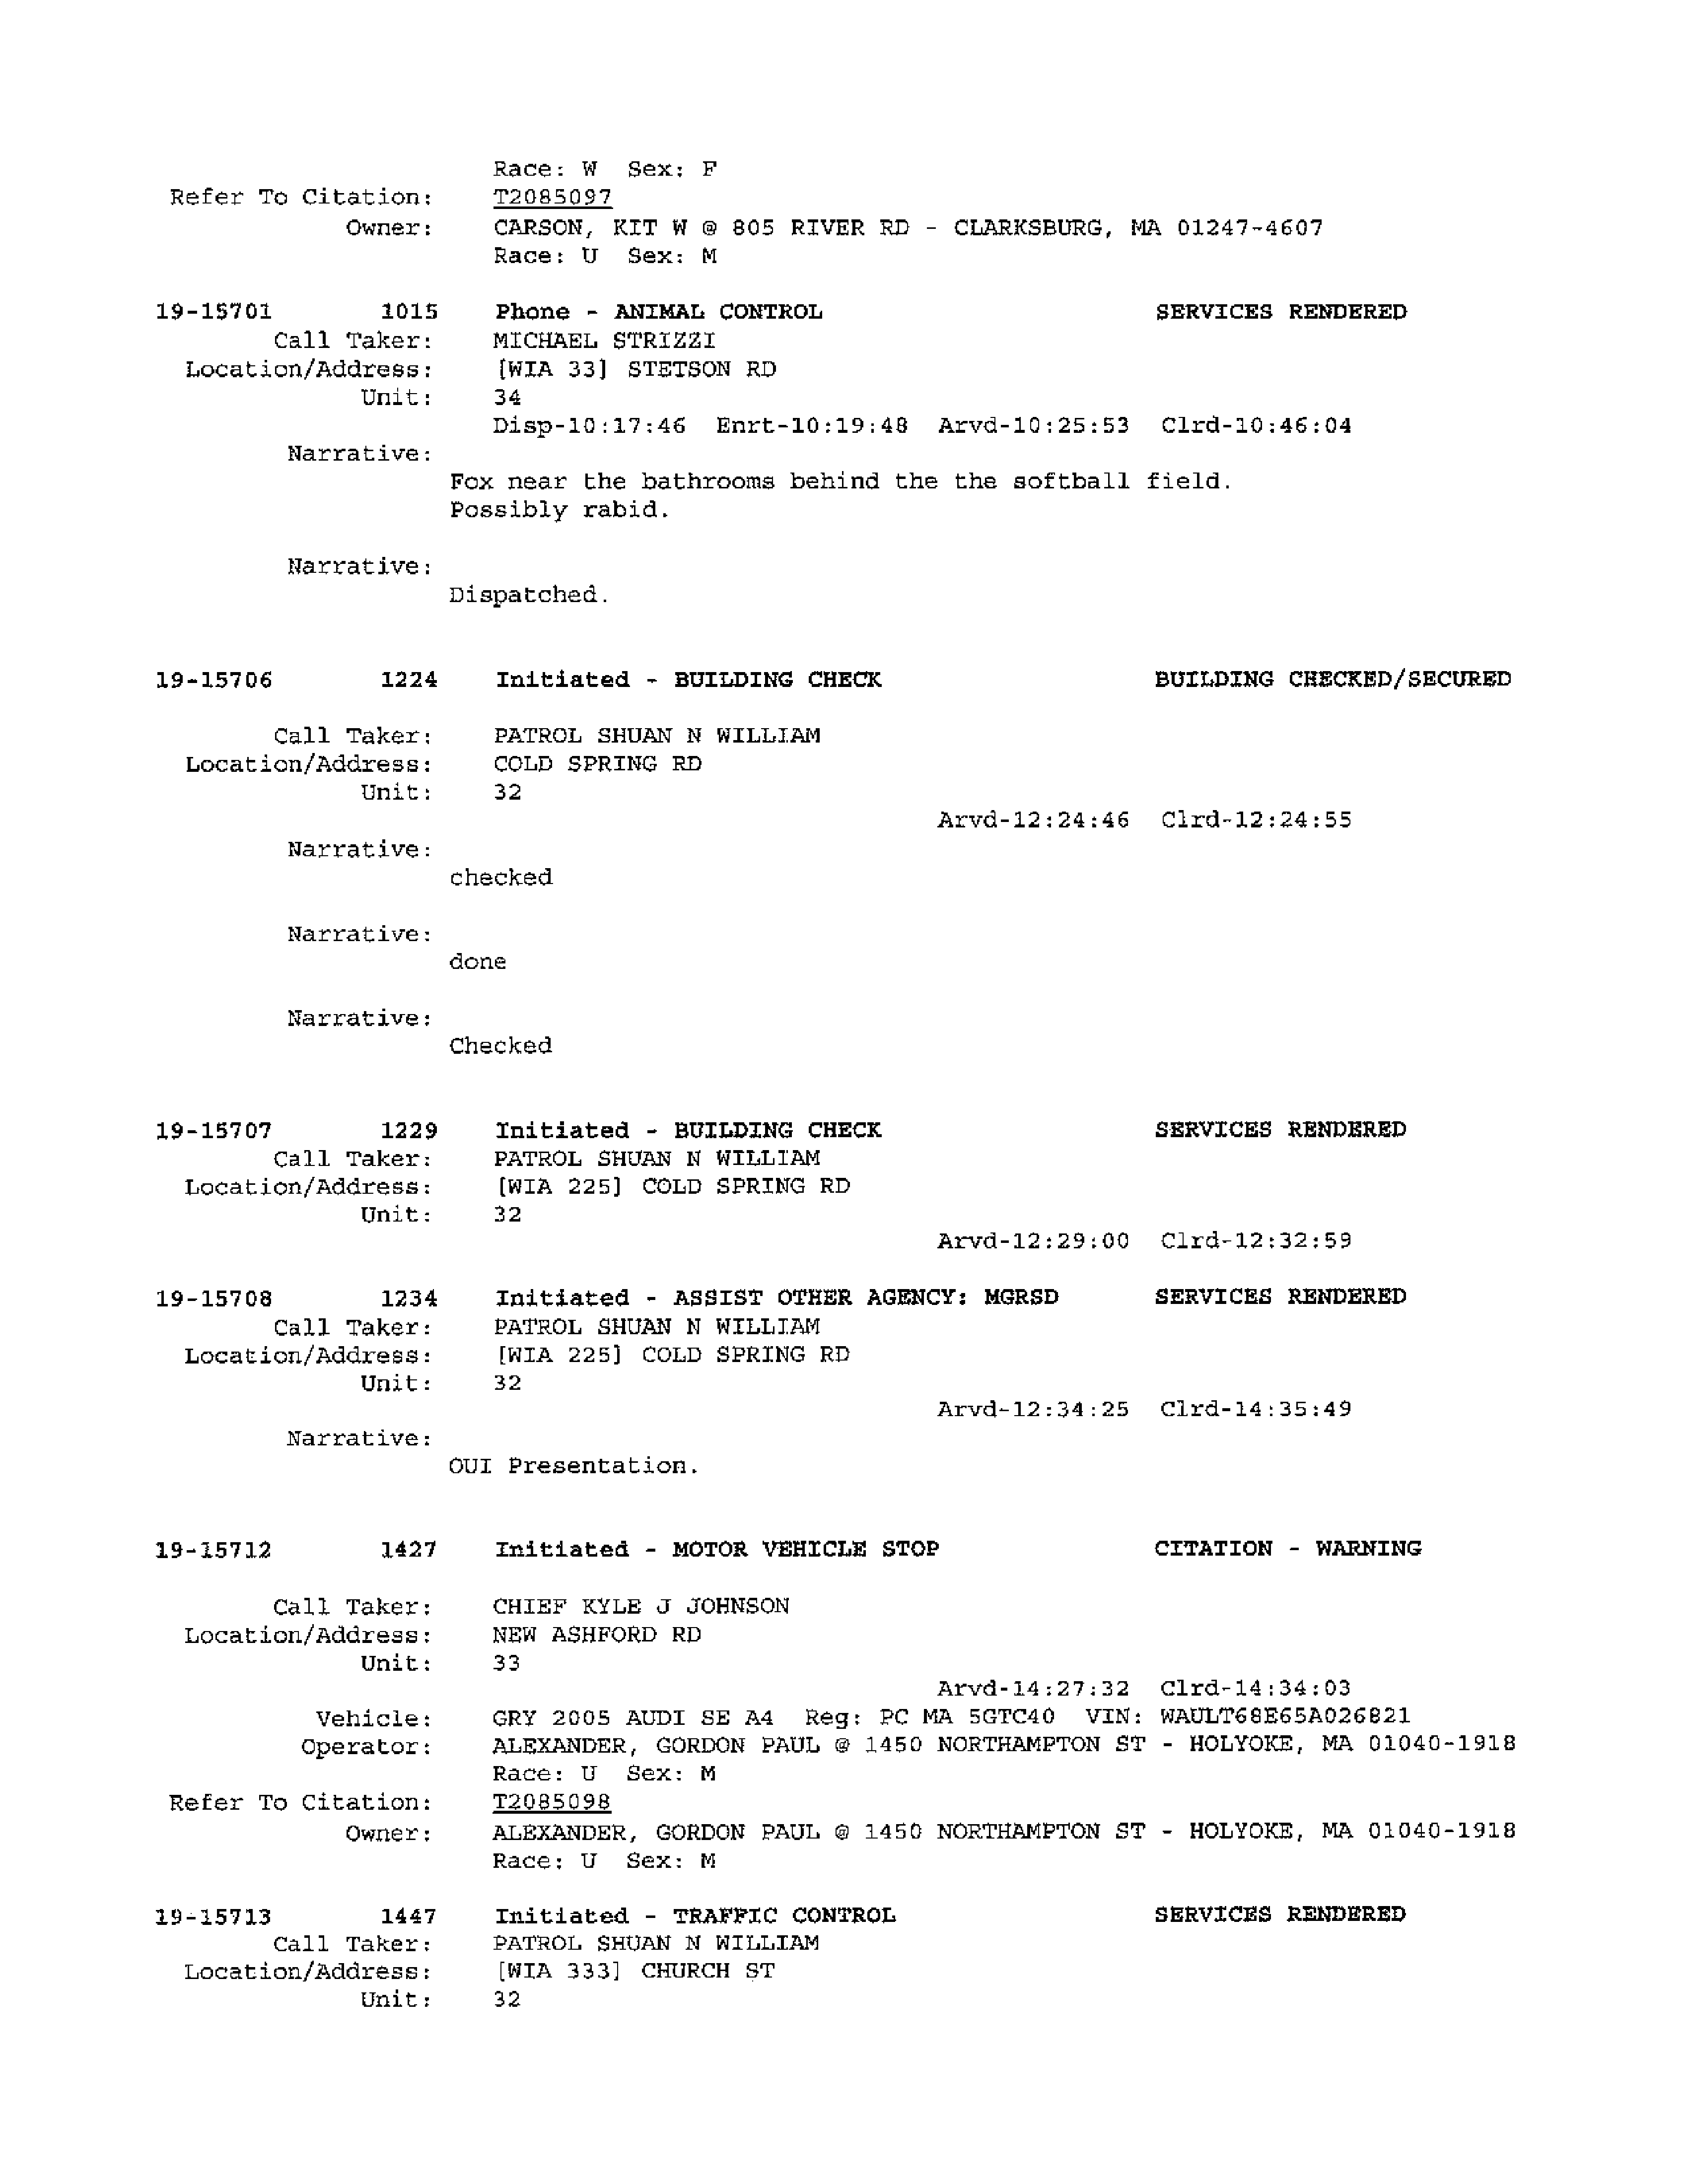 Race: W  Sex: F
Refer To Citation: T2085097
Owner: CARSON, KIT W @ 805 RIVER RD - CLARKSBURG, MA 01247-4607
Race: U  Sex: M
19-15701 1015 Phone - ANIMAL CONTROL SERVICES RENDERED
Call Taker: MICHAEL STRIZZI
Location/Address: [WIA 33] STETSON RD
Unit: 34
Disp-10:17:46  Enrt-10:19:48  Arvd-10:25:53  Clrd-10:46:04
Narrative:
Fox near the bathrooms behind the the softball field.
Possibly rabid.
Narrative:
Dispatched.
19-15706 1224 Initiated - BUILDING CHECK BUILDING CHECKED/SECURED
Call Taker: PATROL SHUAN N WILLIAM
Location/Address: COLD SPRING RD
Unit: 32
Arvd-12:24:46  Clrd-12:24:55
Narrative:
checked
Narrative:
done
Narrative:
Checked
19-15707 1229 Initiated - BUILDING CHECK SERVICES RENDERED
Call Taker: PATROL SHUAN N WILLIAM
Location/Address: [WIA 225] COLD SPRING RD
Unit: 32
Arvd-12:29:00  Clrd-12:32:59
19-15708 1234 Initiated - ASSIST OTHER AGENCY: MGRSD SERVICES RENDERED
Call Taker: PATROL SHUAN N WILLIAM
Location/Address: [WIA 225] COLD SPRING RD
Unit: 32
Arvd-12:34:25  Clrd-14:35:49
Narrative:
OUI Presentation.
19-15712 1427 Initiated - MOTOR VEHICLE STOP CITATION - WARNING
Call Taker: CHIEF KYLE J JOHNSON
Location/Address: NEW ASHFORD RD
Unit: 33
Arvd-14:27:32  Clrd-14:34:03
Vehicle: GRY 2005 AUDI SE A4  Reg: PC MA 5GTC40  VIN: WAULT68E65A026821
Operator: ALEXANDER, GORDON PAUL @ 1450 NORTHAMPTON ST - HOLYOKE, MA 01040-1918
Race: U  Sex: M
Refer To Citation: T2085098
Owner: ALEXANDER, GORDON PAUL @ 1450 NORTHAMPTON ST - HOLYOKE, MA 01040-1918
Race: U  Sex: M
19-15713 1447 Initiated - TRAFFIC CONTROL SERVICES RENDERED
Call Taker: PATROL SHUAN N WILLIAM
Location/Address: [WIA 333] CHURCH ST
Unit: 32